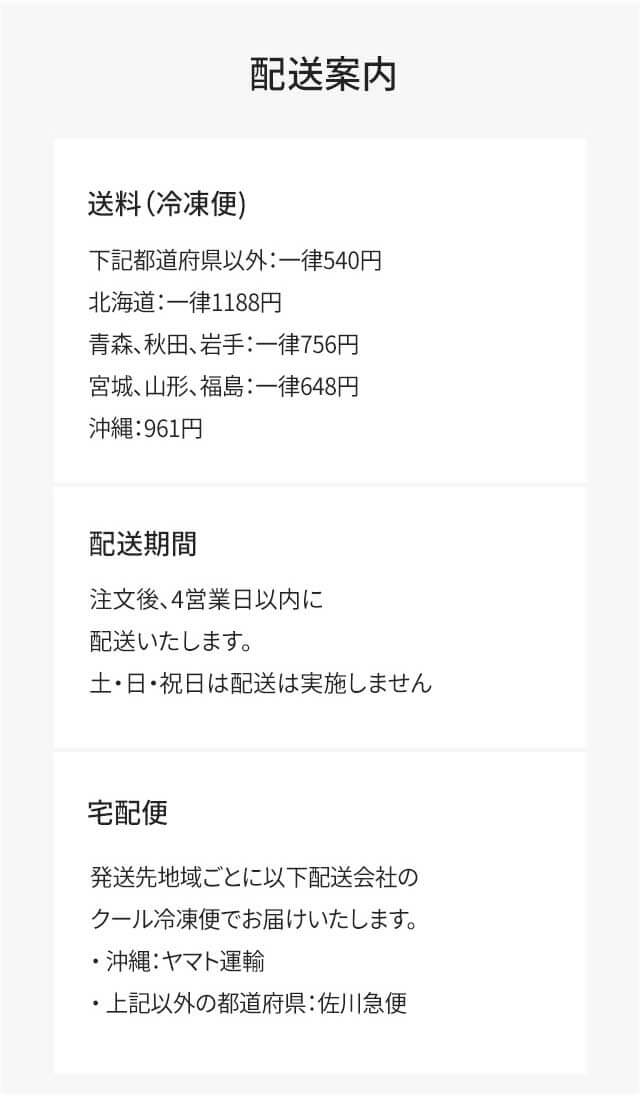 配送案内
送料（冷凍便)
下記都道府県以外：一律540円
北海道：一律1188円
青森、秋田、岩手：一律756円
宮城、山形、福島：一律648円
沖縄：961円
配送期間
注文後、4営業日以内に
配送いたします。
土・日・祝日は配送は実施しません
宅配便
発送先地域ごとに以下配送会社の
クール冷凍便でお届けいたします。
・ 沖縄：ヤマト運輸
・ 上記以外の都道府県：佐川急便